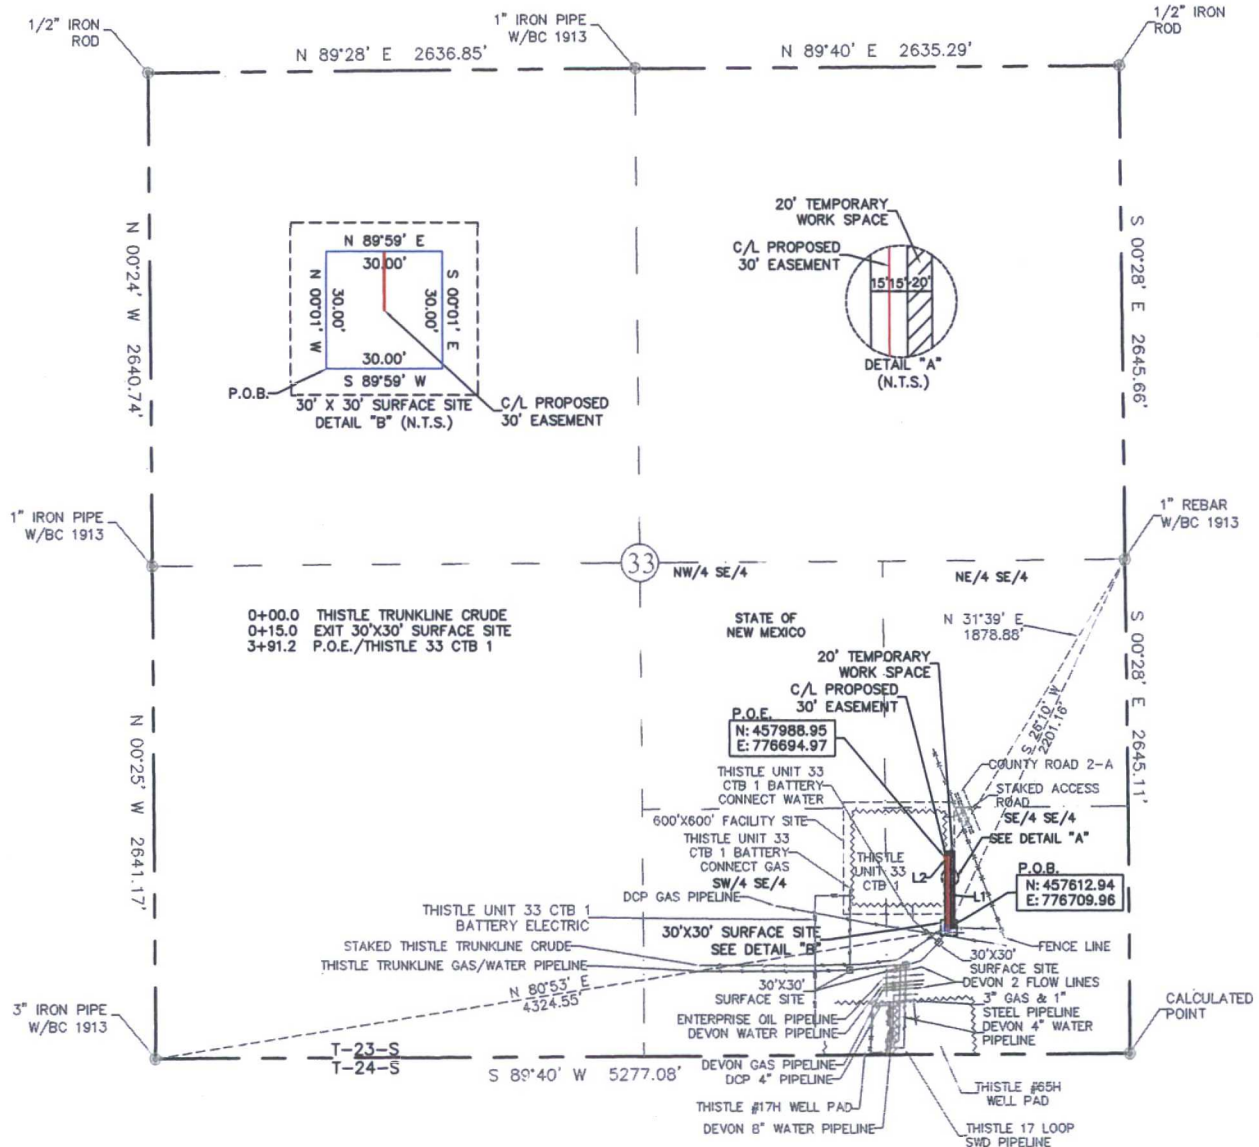 1/2" IRON
ROD
1" IRON PIPE
W/BC 1913
1/2" IRON
ROD
N 89°28' E 2636.85'
N 89°40' E 2635.29'
N 00°24' W 2640.74'
S 00°28' E 2645.66'
N 89°59' E
30.00'
N 00°01' W
30.00'
S 00°01' E
30.00'
30.00'
S 89°59' W
P.O.B.
30' X 30' SURFACE SITE
DETAIL "B" (N.T.S.)
C/L PROPOSED
30' EASEMENT
20' TEMPORARY
WORK SPACE
C/L PROPOSED
30' EASEMENT
15'
15'
20'
DETAIL "A"
(N.T.S.)
1" IRON PIPE
W/BC 1913
1" REBAR
W/BC 1913
33
NW/4 SE/4
NE/4 SE/4
0+00.0 THISTLE TRUNKLINE CRUDE
0+15.0 EXIT 30'X30' SURFACE SITE
3+91.2 P.O.E./THISTLE 33 CTB 1
STATE OF
NEW MEXICO
N 31°39' E
1878.88'
S 26°10' W
2201.16'
N 00°25' W 2641.17'
S 00°28' E 2645.11'
20' TEMPORARY
WORK SPACE
C/L PROPOSED
30' EASEMENT
P.O.E.
N: 457988.95
E: 776694.97
COUNTY ROAD 2-A
THISTLE UNIT 33
CTB 1 BATTERY
CONNECT WATER
STAKED ACCESS
ROAD
SE/4 SE/4
600'X600' FACILITY SITE
SEE DETAIL "A"
THISTLE UNIT 33
CTB 1 BATTERY
CONNECT GAS
THISTLE
UNIT 33
CTB 1
L2
L1
SW/4 SE/4
P.O.B.
N: 457612.94
E: 776709.96
DCP GAS PIPELINE
THISTLE UNIT 33 CTB 1
BATTERY ELECTRIC
30'X30' SURFACE SITE
SEE DETAIL "B"
STAKED THISTLE TRUNKLINE CRUDE
FENCE LINE
THISTLE TRUNKLINE GAS/WATER PIPELINE
30'X30'
SURFACE SITE
N 80°53' E
4324.55'
30'X30'
SURFACE SITE
DEVON 2 FLOW LINES
ENTERPRISE OIL PIPELINE
DEVON WATER PIPELINE
3" GAS & 1"
STEEL PIPELINE
DEVON 4" WATER
PIPELINE
3" IRON PIPE
W/BC 1913
CALCULATED
POINT
T-23-S
T-24-S
S 89°40' W 5277.08'
DEVON GAS PIPELINE
DCP 4" PIPELINE
THISTLE #17H WELL PAD
DEVON 8" WATER PIPELINE
THISTLE #65H
WELL PAD
THISTLE 17 LOOP
SWD PIPELINE